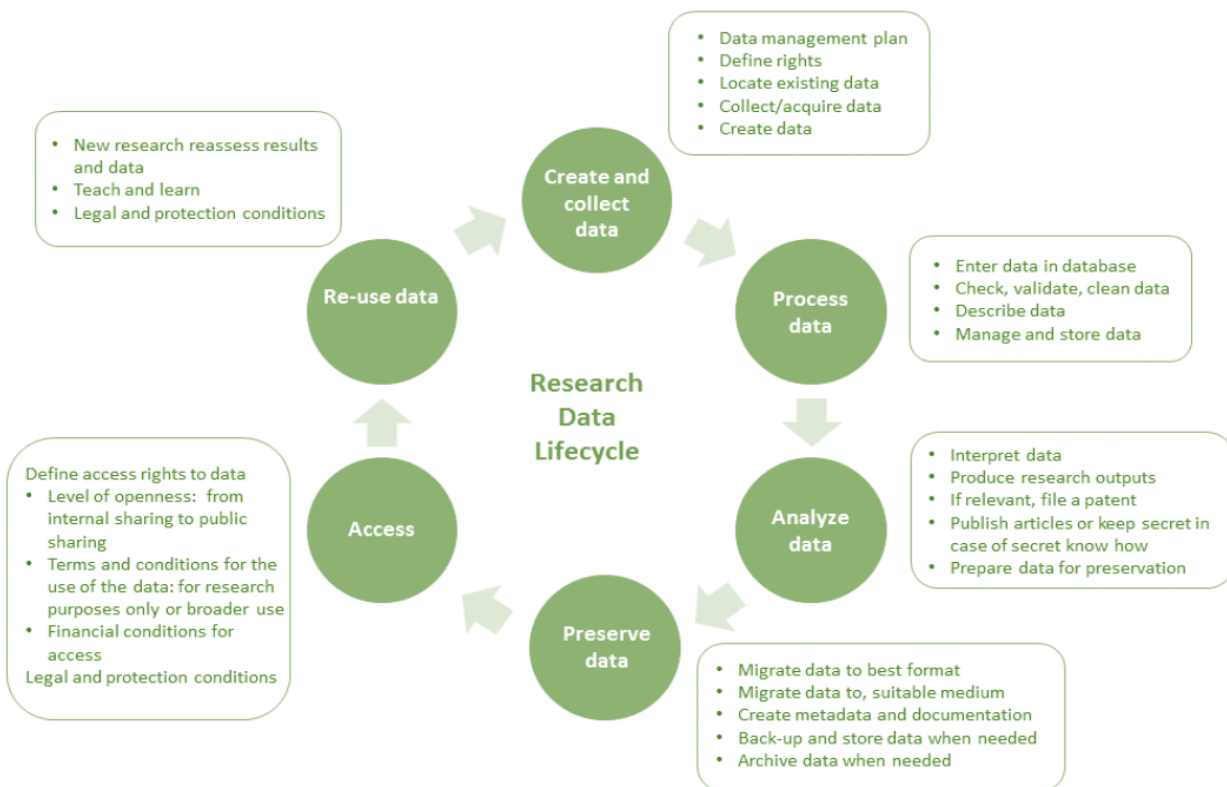 • Data management plan
• Define rights
• Locate existing data
• Collect/acquire data
• Create data
• New research reassess results
and data
• Teach and learn
• Legal and protection conditions
Create and
collect
data
Re-use data
Process
data
• Enter data in database
• Check, validate, clean data
• Describe data
• Manage and store data
Research
Data
Lifecycle
Define access rights to data
• Level of openness: from
internal sharing to public
sharing
• Terms and conditions for the
use of the data: for research
purposes only or broader use
• Financial conditions for
access
Legal and protection conditions
Access
Analyze
data
• Interpret data
• Produce research outputs
• If relevant, file a patent
• Publish articles or keep secret in
case of secret know how
• Prepare data for preservation
Preserve
data
• Migrate data to best format
• Migrate data to, suitable medium
• Create metadata and documentation
• Back-up and store data when needed
• Archive data when needed